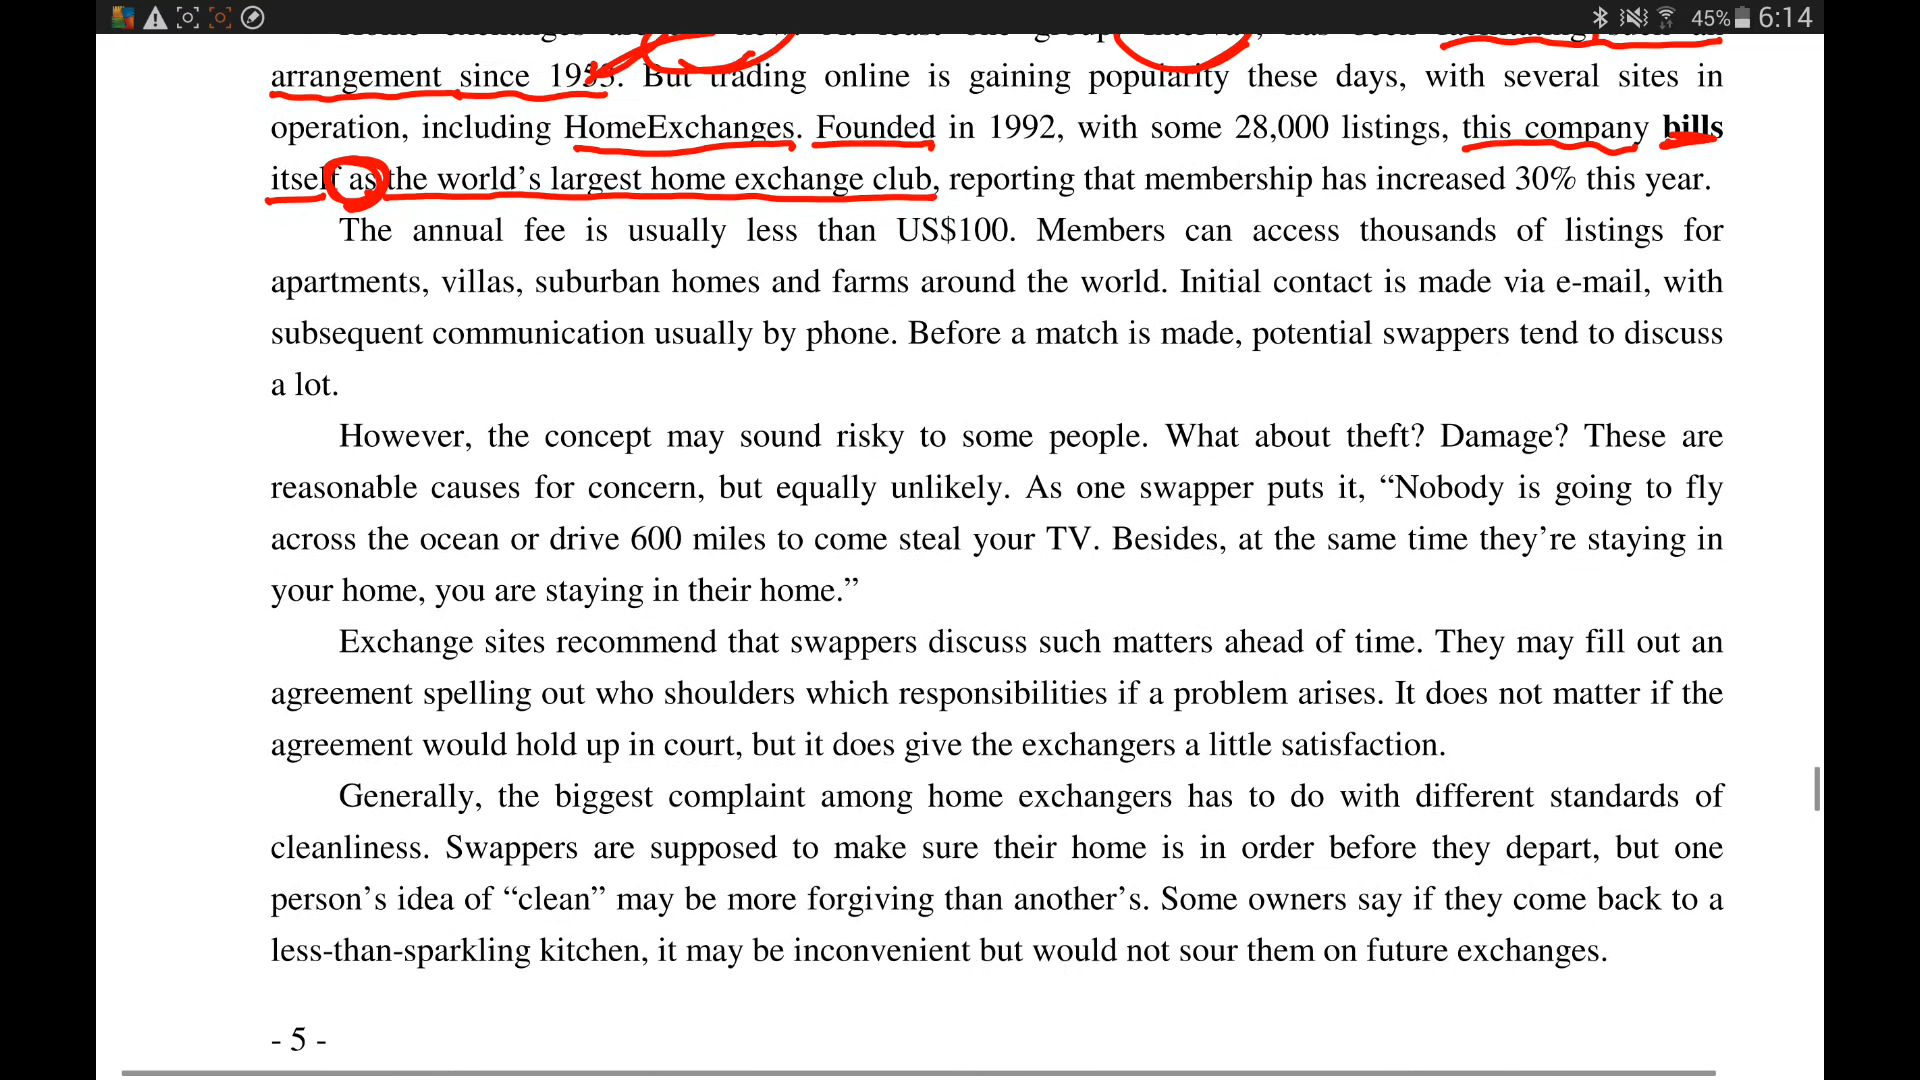 45% 6:14
arrangement since 1953. But trading online is gaining popularity these days, with several sites in
operation, including HomeExchanges. Founded in 1992, with some 28,000 listings, this company bills
itself as the world’s largest home exchange club, reporting that membership has increased 30% this year.
The annual fee is usually less than US$100. Members can access thousands of listings for
apartments, villas, suburban homes and farms around the world. Initial contact is made via e-mail, with
subsequent communication usually by phone. Before a match is made, potential swappers tend to discuss
a lot.
However, the concept may sound risky to some people. What about theft? Damage? These are
reasonable causes for concern, but equally unlikely. As one swapper puts it, “Nobody is going to fly
across the ocean or drive 600 miles to come steal your TV. Besides, at the same time they’re staying in
your home, you are staying in their home.”
Exchange sites recommend that swappers discuss such matters ahead of time. They may fill out an
agreement spelling out who shoulders which responsibilities if a problem arises. It does not matter if the
agreement would hold up in court, but it does give the exchangers a little satisfaction.
Generally, the biggest complaint among home exchangers has to do with different standards of
cleanliness. Swappers are supposed to make sure their home is in order before they depart, but one
person’s idea of “clean” may be more forgiving than another’s. Some owners say if they come back to a
less-than-sparkling kitchen, it may be inconvenient but would not sour them on future exchanges.
- 5 -